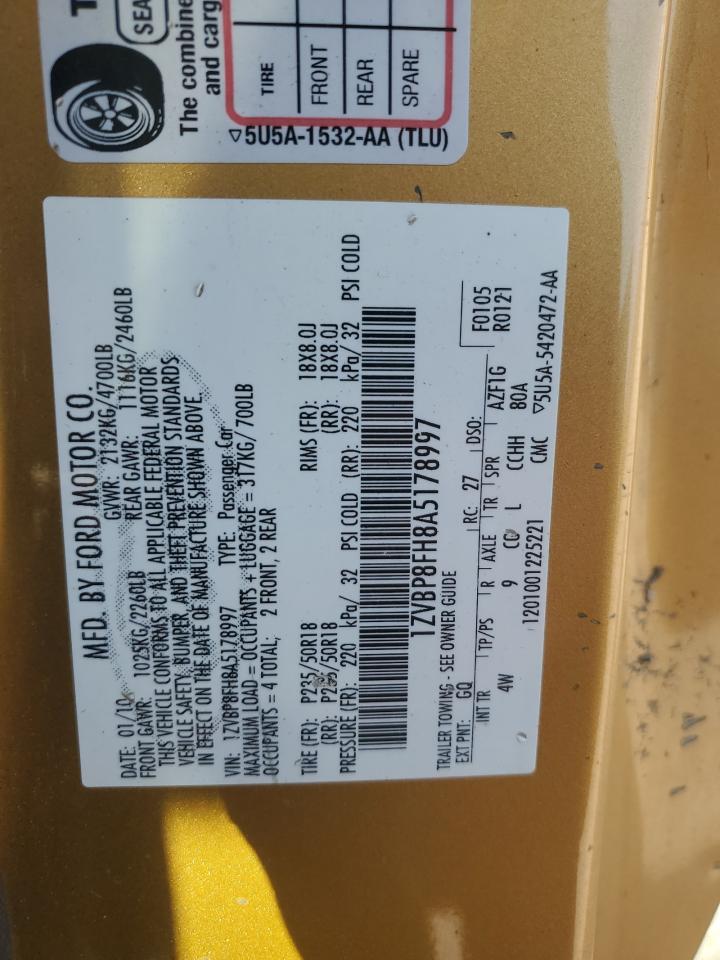 T
SEA
The combine
and carg
TIRE
FRONT
REAR
SPARE
5U5A-1532-AA (TLU)
MFD. BY FORD MOTOR CO.
DATE: 01/10 GVWR: 2132KG/4700LB
FRONT GAWR: 1025KG/2260LB REAR GAWR: 1116KG/2460LB
THIS VEHICLE CONFORMS TO ALL APPLICABLE FEDERAL MOTOR
VEHICLE SAFETY, BUMPER, AND THEFT PREVENTION STANDARDS
IN EFFECT ON THE DATE OF MANUFACTURE SHOWN ABOVE.
VIN: 1ZVBP8FH8A5178997 TYPE: Passenger Car
MAXIMUM LOAD = OCCUPANTS + LUGGAGE = 317KG/ 700LB
OCCUPANTS = 4 TOTAL; 2 FRONT, 2 REAR
TIRE (FR): P235/50R18 RIMS (FR): 18X8.0J
(RR): P235/50R18 (RR): 18X8.0J
PRESSURE (FR): 220 kPa/ 32 PSI COLD (RR): 220 kPa/ 32 PSI COLD
1ZVBP8FH8A5178997
TRAILER TOWING - SEE OWNER GUIDE
EXT PNT: GQ RC: 27 DSO: F0105
R0121
INT TR TP/PS R AXLE TR SPR AZF1G
4W 9 L CCHH 80A
1201001225221 CMC 5U5A-5420472-AA